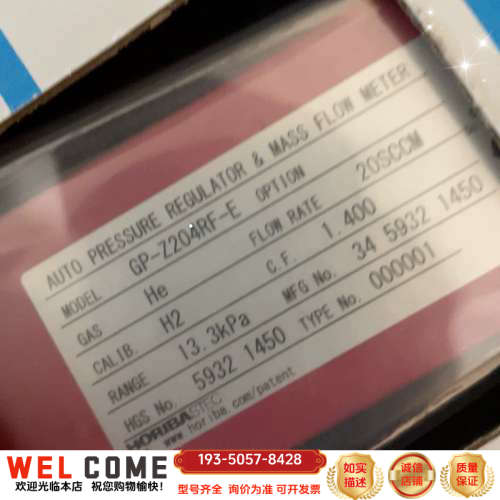 AUTO PRESSURE REGULATOR & MASS FLOW METER
MODEL GP-Z204RF-E OPTION
GAS He FLOW RATE 20SCCM
CALIB. H2 C.F. 1.400
RANGE 13.3kPa MFG No. 34 5932 1450
HGS No. 5932 1450 TYPE No. 000001
HORIBASTEC
www.horiba.com/patent
WEL COME
欢迎光临本店 祝您购物愉快!
193-5057-8428
型号齐全 询价为准 可开发票
如实描述
诚信店铺
质量保证